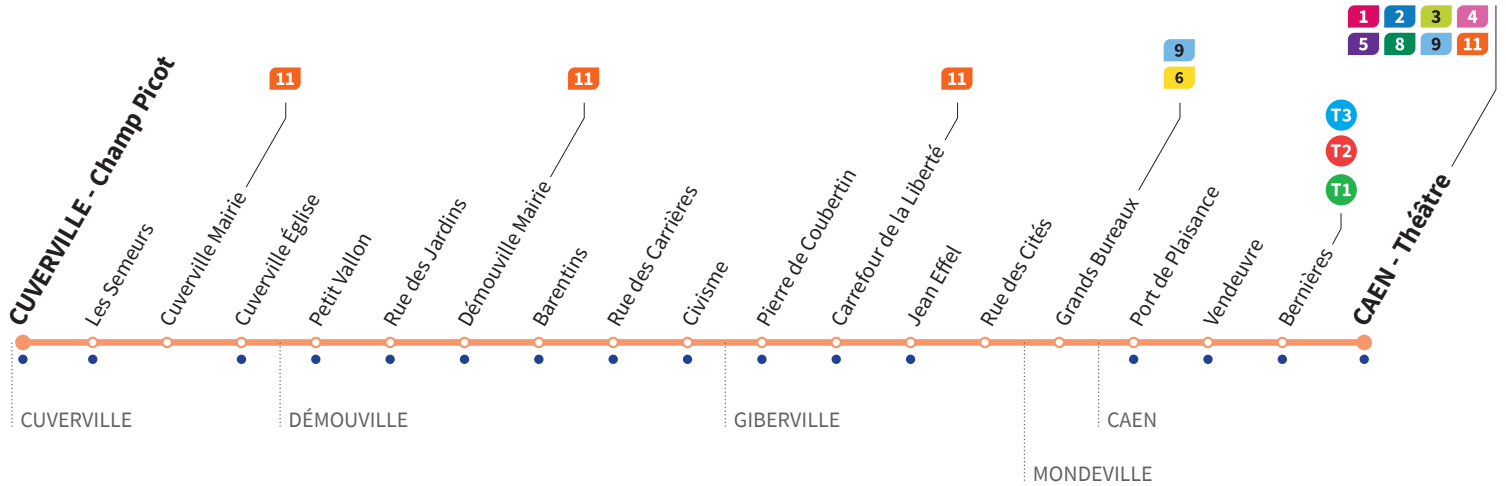 1 2 3 4
5 8 9 11
11
11
11
9
6
T3
T2
T1
CUVERVILLE - Champ Picot
Les Semeurs
Cuverville Mairie
Cuverville Église
Petit Vallon
Rue des Jardins
Démouville Mairie
Barentins
Rue des Carrières
Civisme
Pierre de Coubertin
Carrefour de la Liberté
Jean Effel
Rue des Cités
Grands Bureaux
Port de Plaisance
Vendeuvre
Bernières
CAEN - Théâtre
CUVERVILLE
DÉMOUVILLE
GIBERVILLE
CAEN
MONDEVILLE